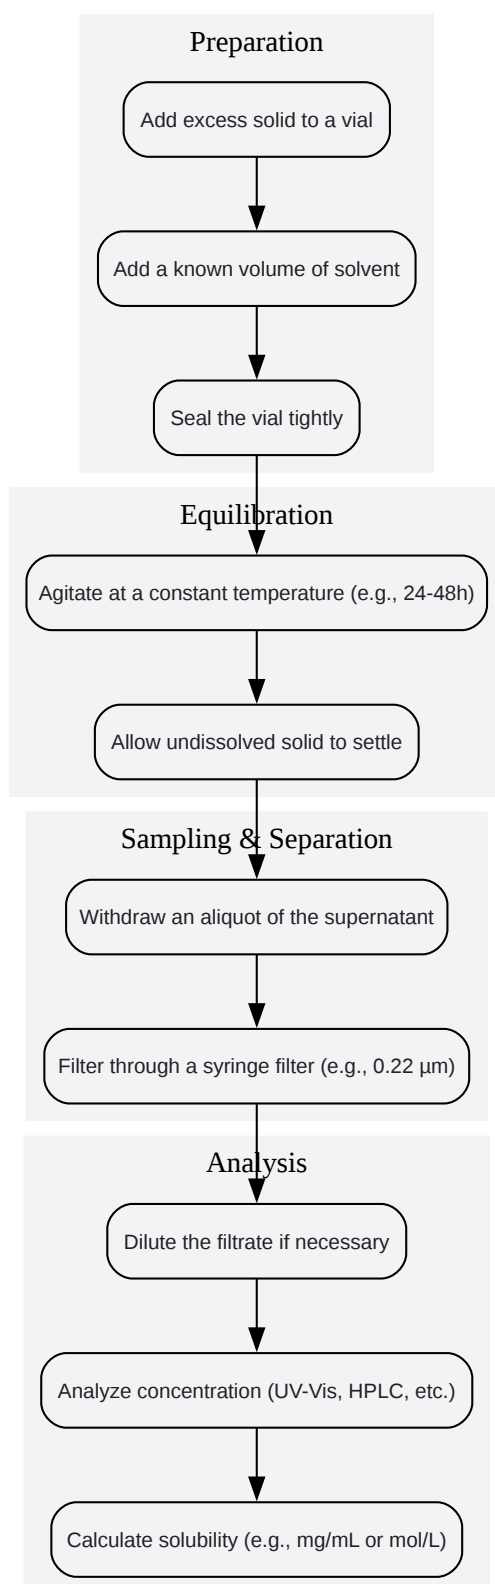 Preparation
Add excess solid to a vial
Add a known volume of solvent
Seal the vial tightly
Equilibration
Agitate at a constant temperature (e.g., 24-48h)
Allow undissolved solid to settle
Sampling & Separation
Withdraw an aliquot of the supernatant
Filter through a syringe filter (e.g., 0.22 µm)
Analysis
Dilute the filtrate if necessary
Analyze concentration (UV-Vis, HPLC, etc.)
Calculate solubility (e.g., mg/mL or mol/L)